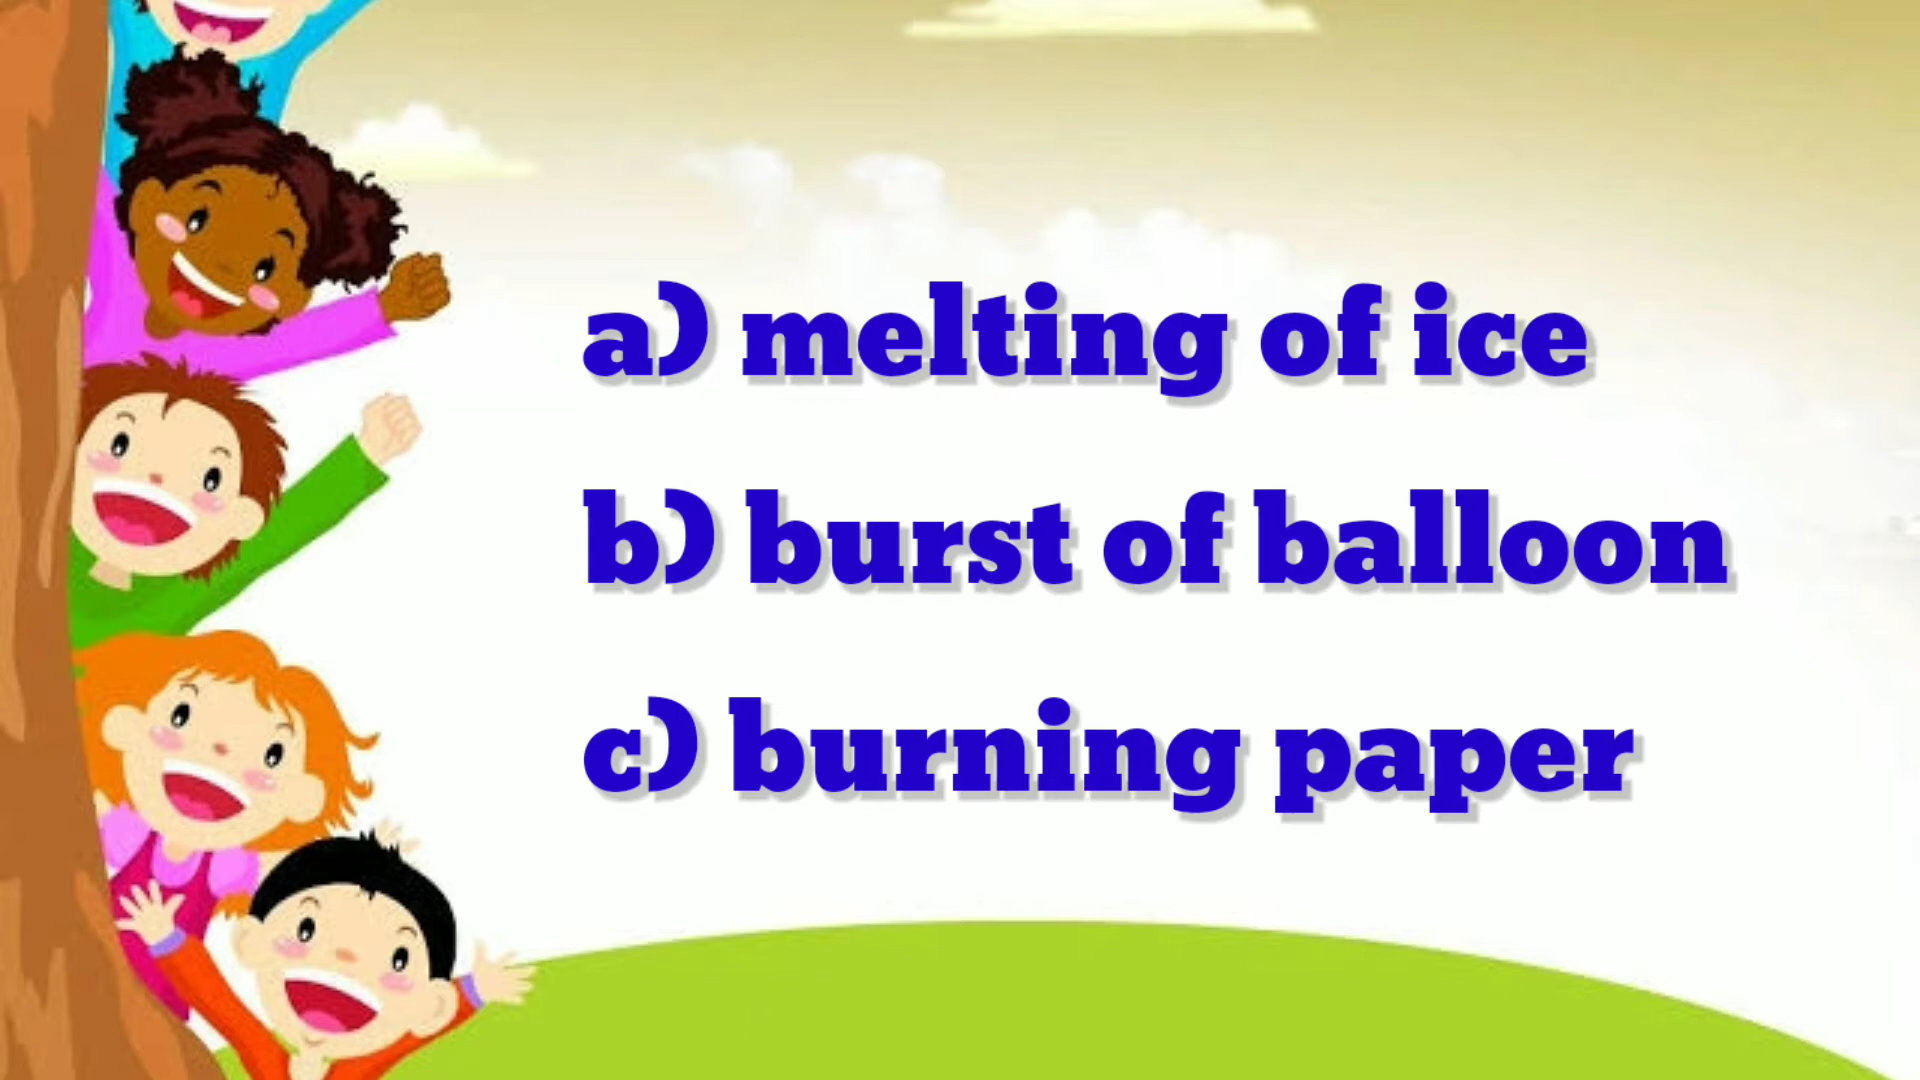 a) melting of ice
b) burst of balloon
c) burning paper